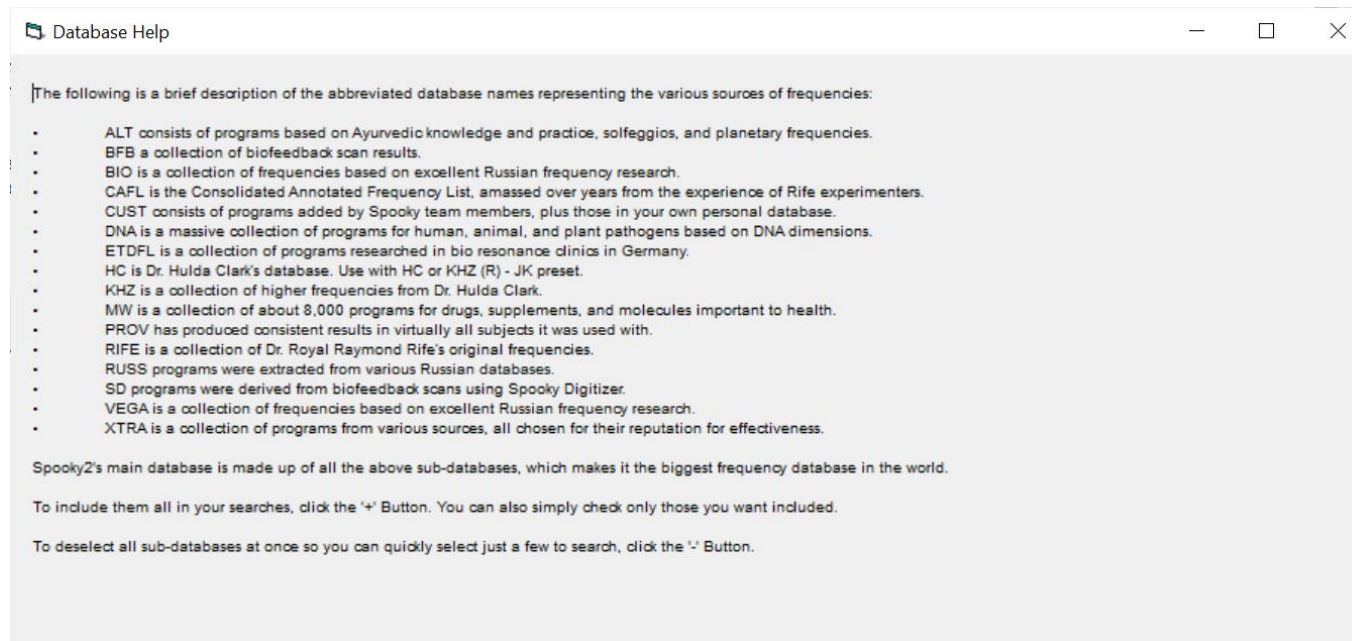 Database Help
The following is a brief description of the abbreviated database names representing the various sources of frequencies:
• ALT consists of programs based on Ayurvedic knowledge and practice, solfeggios, and planetary frequencies.
• BFB a collection of biofeedback scan results.
• BIO is a collection of frequencies based on excellent Russian frequency research.
• CAFL is the Consolidated Annotated Frequency List, amassed over years from the experience of Rife experimenters.
• CUST consists of programs added by Spooky team members, plus those in your own personal database.
• DNA is a massive collection of programs for human, animal, and plant pathogens based on DNA dimensions.
• ETDFL is a collection of programs researched in bio resonance clinics in Germany.
• HC is Dr. Hulda Clark's database. Use with HC or KHZ (R) - JK preset.
• KHZ is a collection of higher frequencies from Dr. Hulda Clark.
• MW is a collection of about 8,000 programs for drugs, supplements, and molecules important to health.
• PROV has produced consistent results in virtually all subjects it was used with.
• RIFE is a collection of Dr. Royal Raymond Rife's original frequencies.
• RUSS programs were extracted from various Russian databases.
• SD programs were derived from biofeedback scans using Spooky Digitizer.
• VEGA is a collection of frequencies based on excellent Russian frequency research.
• XTRA is a collection of programs from various sources, all chosen for their reputation for effectiveness.
Spooky2's main database is made up of all the above sub-databases, which makes it the biggest frequency database in the world.
To include them all in your searches, click the '+' Button. You can also simply check only those you want included.
To deselect all sub-databases at once so you can quickly select just a few to search, click the '-' Button.